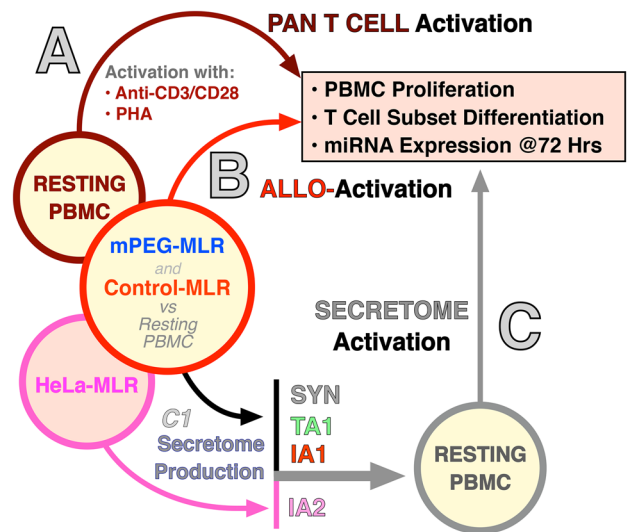 A
PAN T CELL Activation
Activation with:
• Anti-CD3/CD28
• PHA
• PBMC Proliferation
• T Cell Subset Differentiation
• miRNA Expression @72 Hrs
RESTING
PBMC
B
ALLO-Activation
mPEG-MLR
and
Control-MLR
vs
Resting
PBMC
SECRETOME
Activation
C
HeLa-MLR
C1
Secretome
Production
SYN
TA1
IA1
IA2
RESTING
PBMC